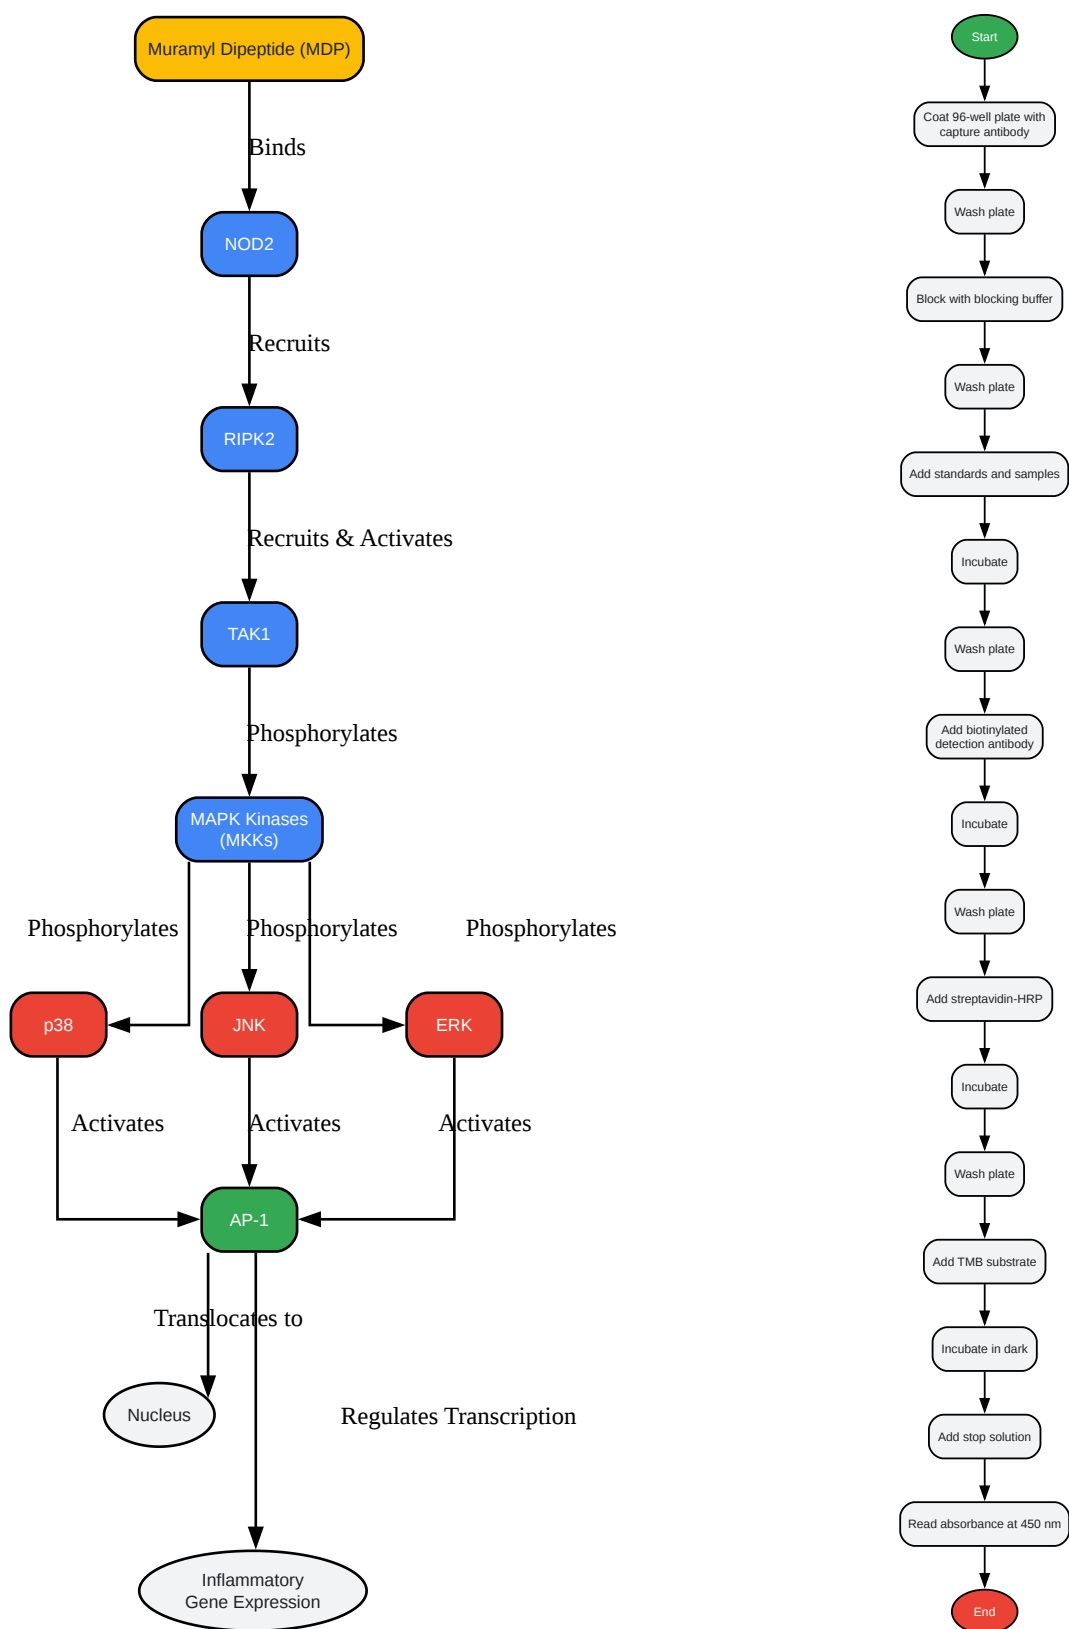 Muramyl Dipeptide (MDP)
Binds
NOD2
Recruits
RIPK2
Recruits & Activates
TAK1
Phosphorylates
MAPK Kinases
(MKKs)
Phosphorylates
Phosphorylates
Phosphorylates
p38
JNK
ERK
Activates
Activates
Activates
AP-1
Translocates to
Nucleus
Regulates Transcription
Inflammatory
Gene Expression
Start
Coat 96-well plate with
capture antibody
Wash plate
Block with blocking buffer
Wash plate
Add standards and samples
Incubate
Wash plate
Add biotinylated
detection antibody
Incubate
Wash plate
Add streptavidin-HRP
Incubate
Wash plate
Add TMB substrate
Incubate in dark
Add stop solution
Read absorbance at 450 nm
End